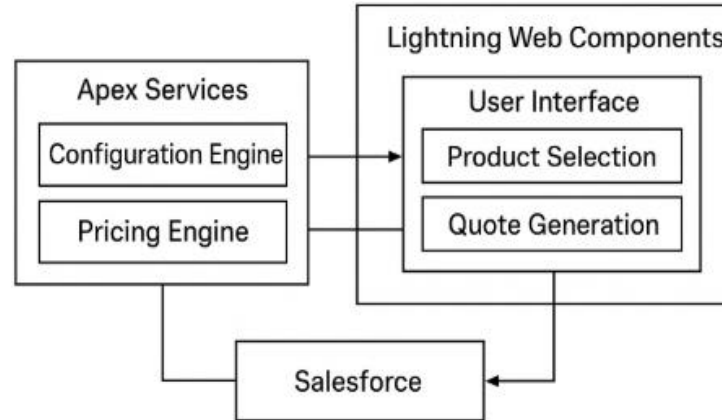 Lightning Web Components
Apex Services
User Interface
Configuration Engine
Product Selection
Pricing Engine
Quote Generation
Salesforce